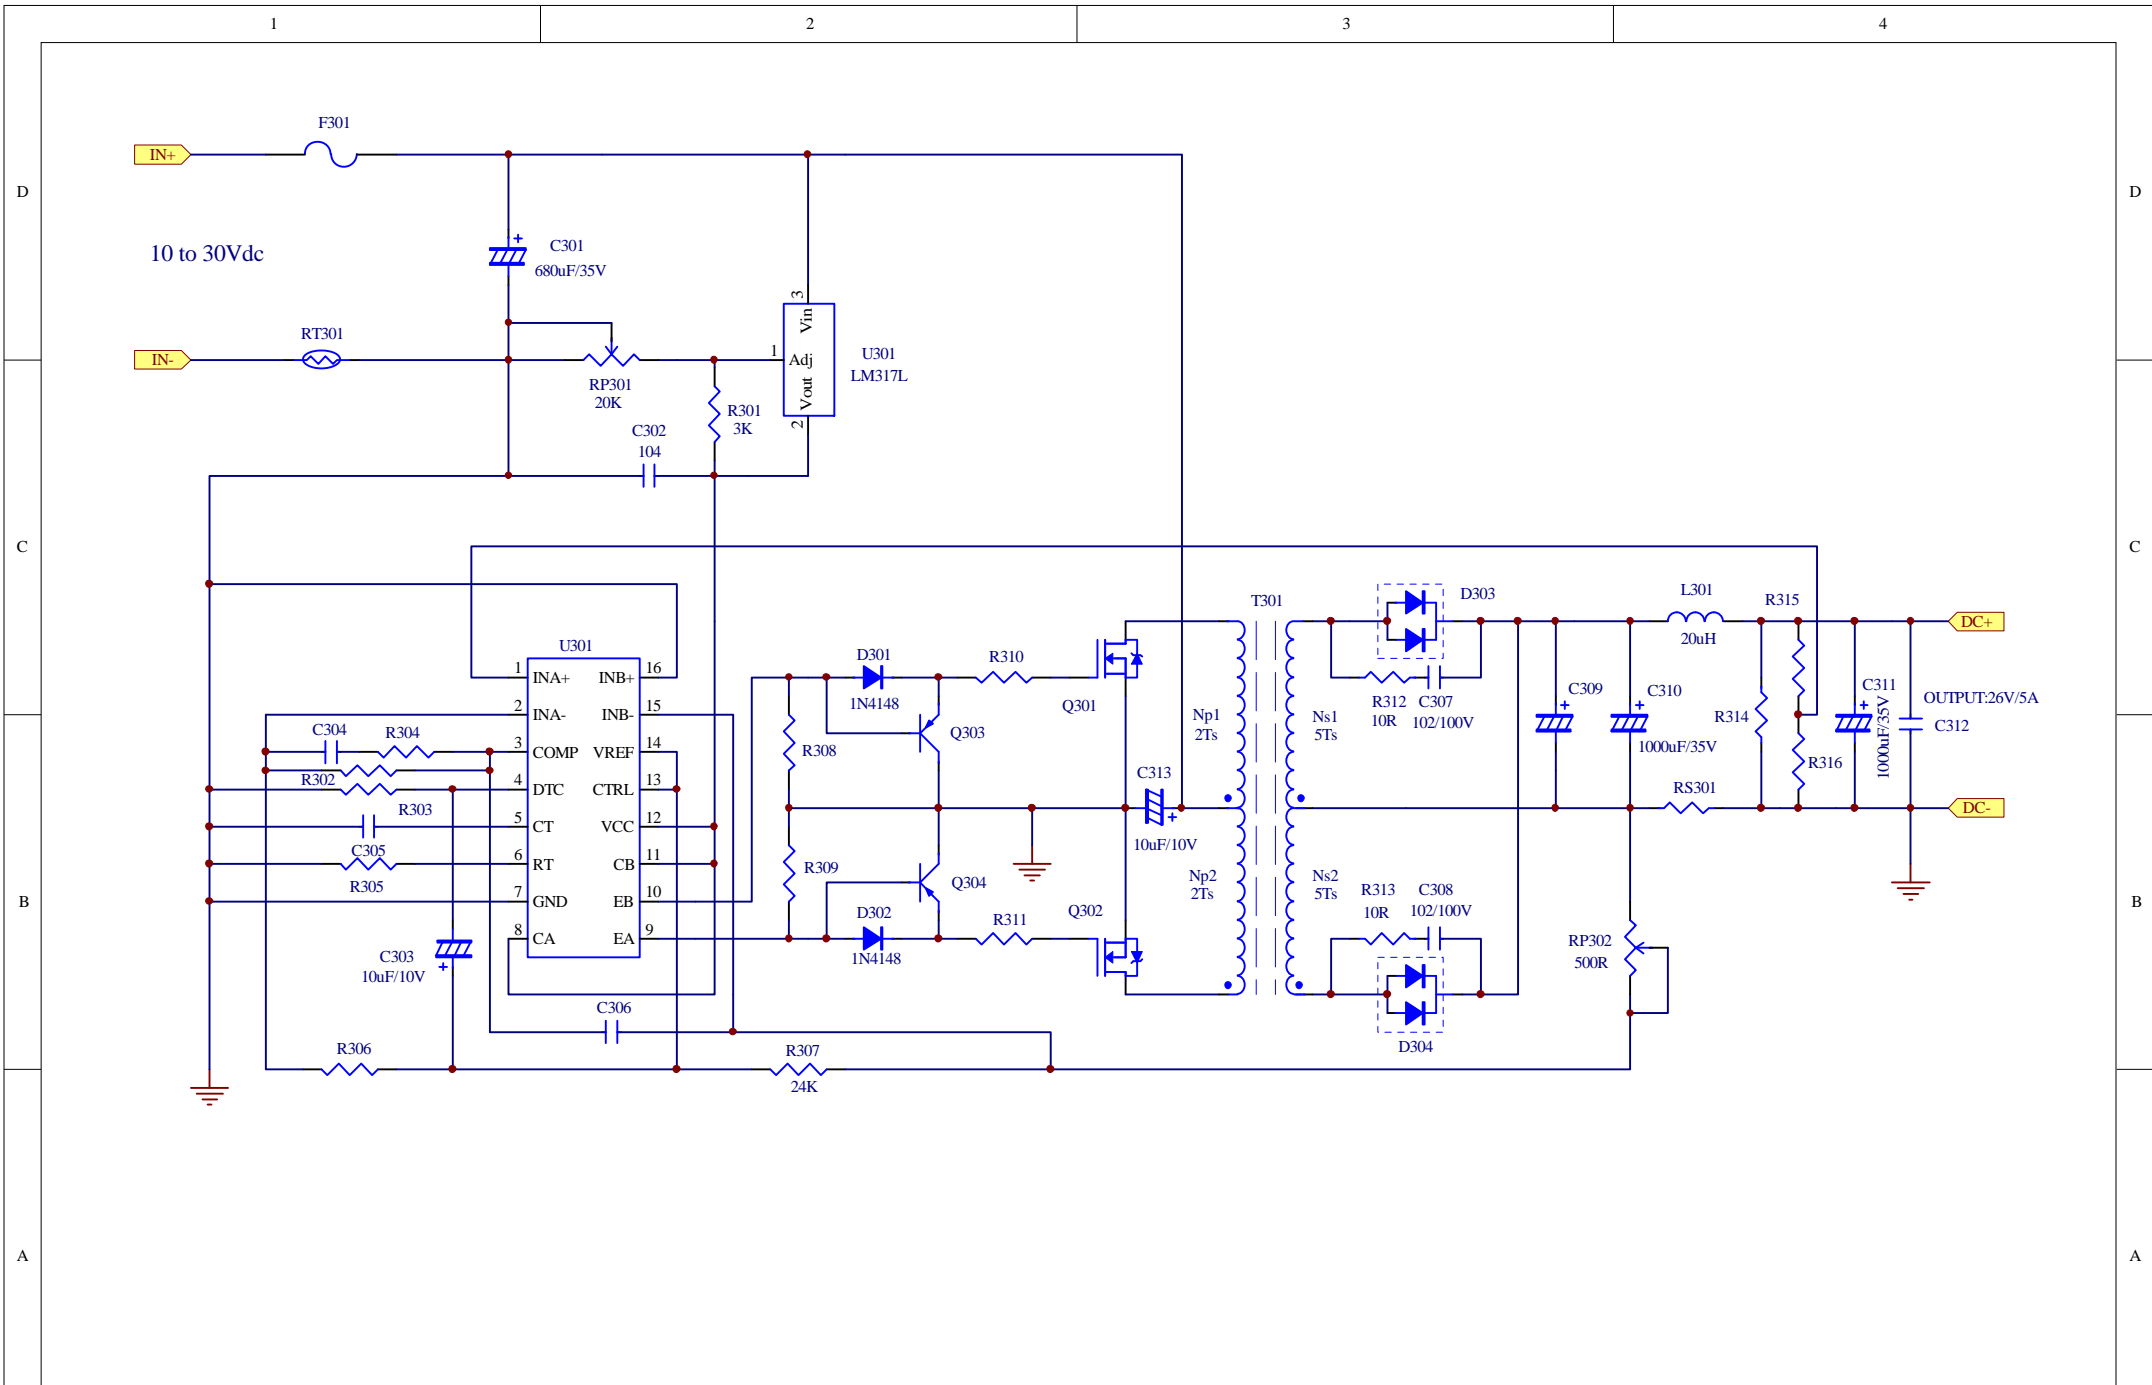 1
2
3
4
D
D
F301
IN+
10 to 30Vdc
+
C301
680uF/35V
RT301
IN-
3
Vin
1
Adj
Vout
2
U301
LM317L
RP301
20K
R301
3K
C302
104
C
C
U301
1
INA+
2
INA-
3
COMP
4
DTC
5
CT
6
RT
7
GND
8
CA
INB+
16
INB-
15
VREF
14
CTRL
13
VCC
12
CB
11
EB
10
EA
9
C304
R304
R302
R303
C305
R305
C303
10uF/10V
+
C306
R306
R307
24K
D301
1N4148
R310
Q301
Q303
R308
R309
Q304
D302
1N4148
R311
Q302
C313
+
10uF/10V
T301
Np1
2Ts
Ns1
5Ts
Np2
2Ts
Ns2
5Ts
D303
R312
10R
C307
102/100V
R313
10R
C308
102/100V
D304
L301
20uH
C309
+
C310
+
1000uF/35V
R314
R315
R316
RS301
C311
+
1000uF/35V
OUTPUT:26V/5A
C312
DC+
DC-
RP302
500R
B
B
A
A